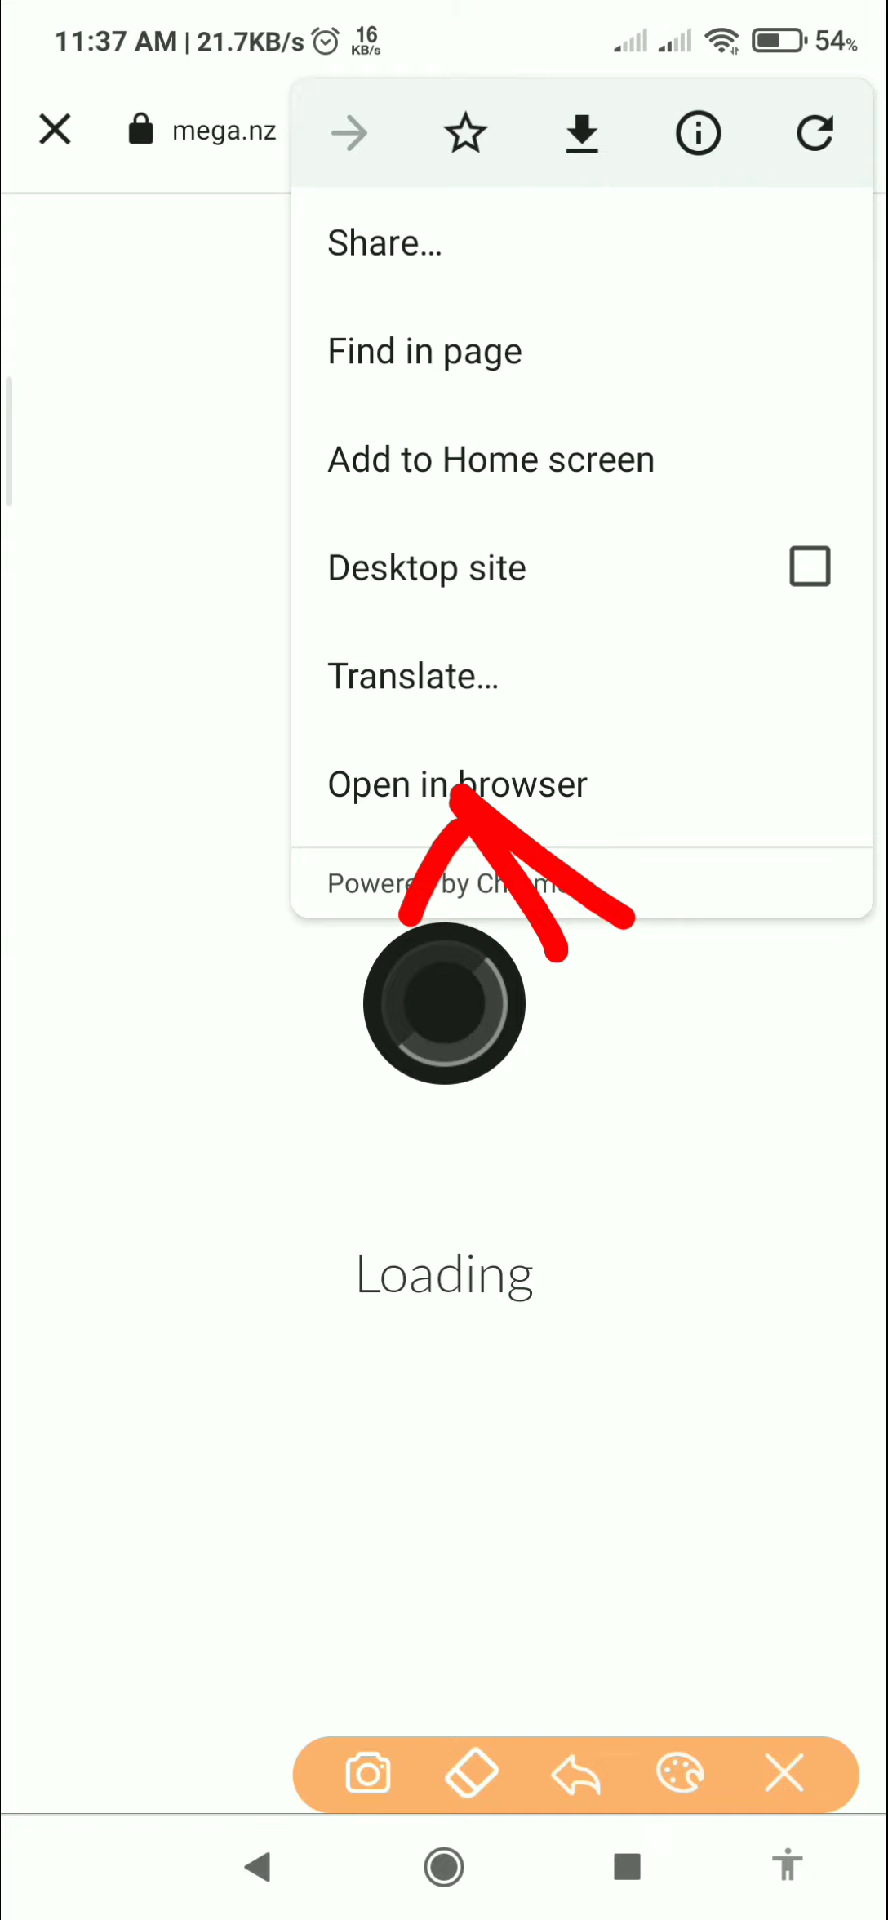 11:37 AM | 21.7KB/s 16 KB/s 54%
mega.nz
Share...
Find in page
Add to Home screen
Desktop site
Translate...
Open in browser
Powered by Chrome
Loading